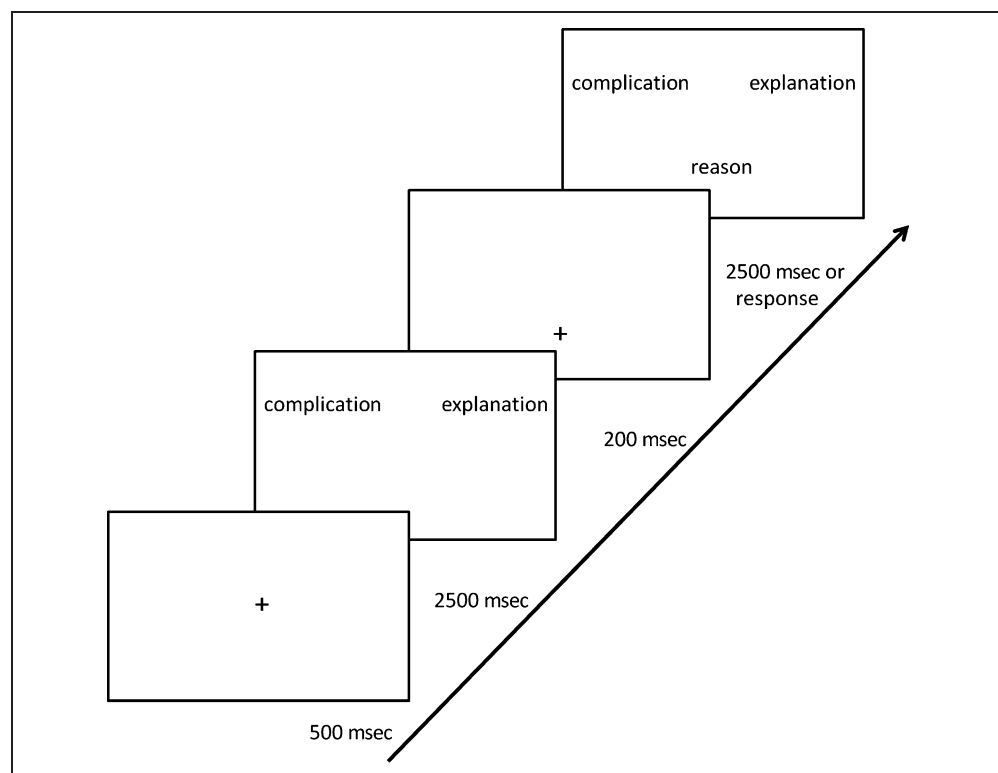 complication explanation
reason
2500 msec or
response
+
complication explanation
200 msec
+
2500 msec
500 msec